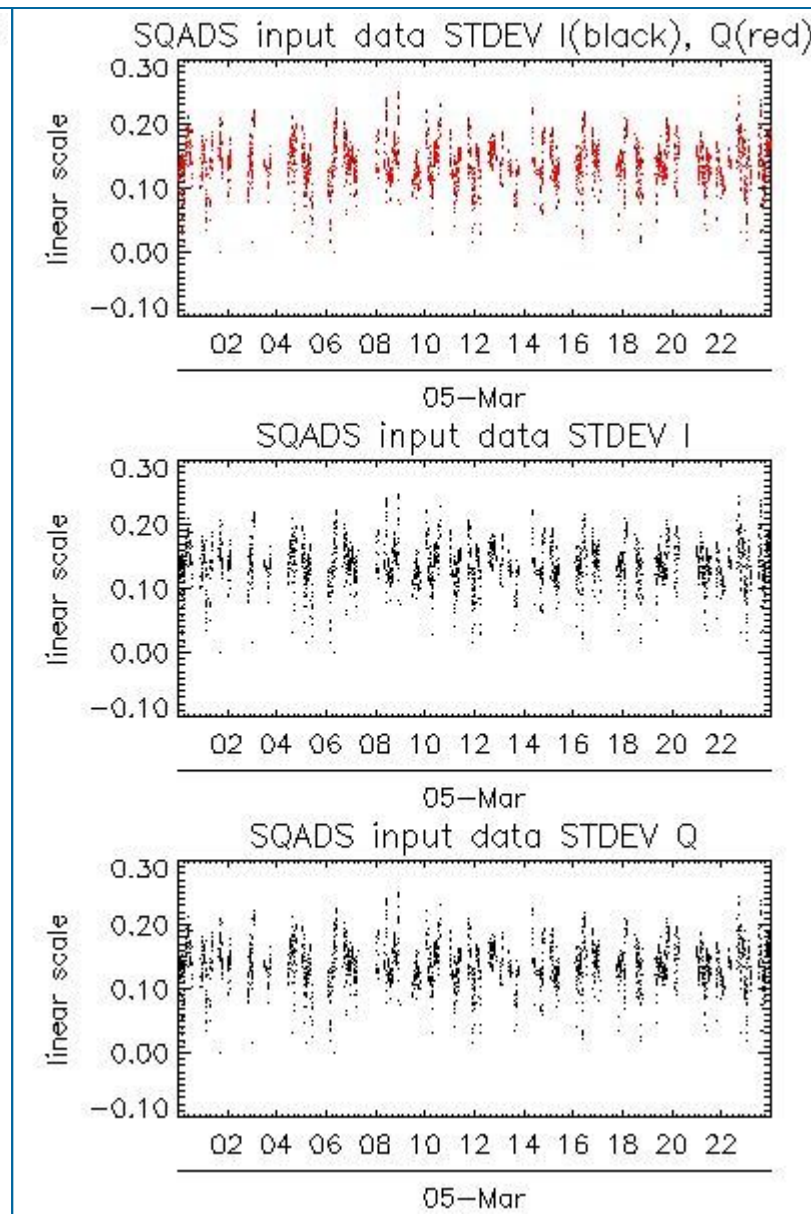 SQADS input data STDEV I(black), Q(red)
0.30
0.20
0.10
0.00
-0.10
linear scale
02 04 06 08 10 12 14 16 18 20 22
05-Mar
SQADS input data STDEV I
0.30
0.20
0.10
0.00
-0.10
linear scale
02 04 06 08 10 12 14 16 18 20 22
05-Mar
SQADS input data STDEV Q
0.30
0.20
0.10
0.00
-0.10
linear scale
02 04 06 08 10 12 14 16 18 20 22
05-Mar